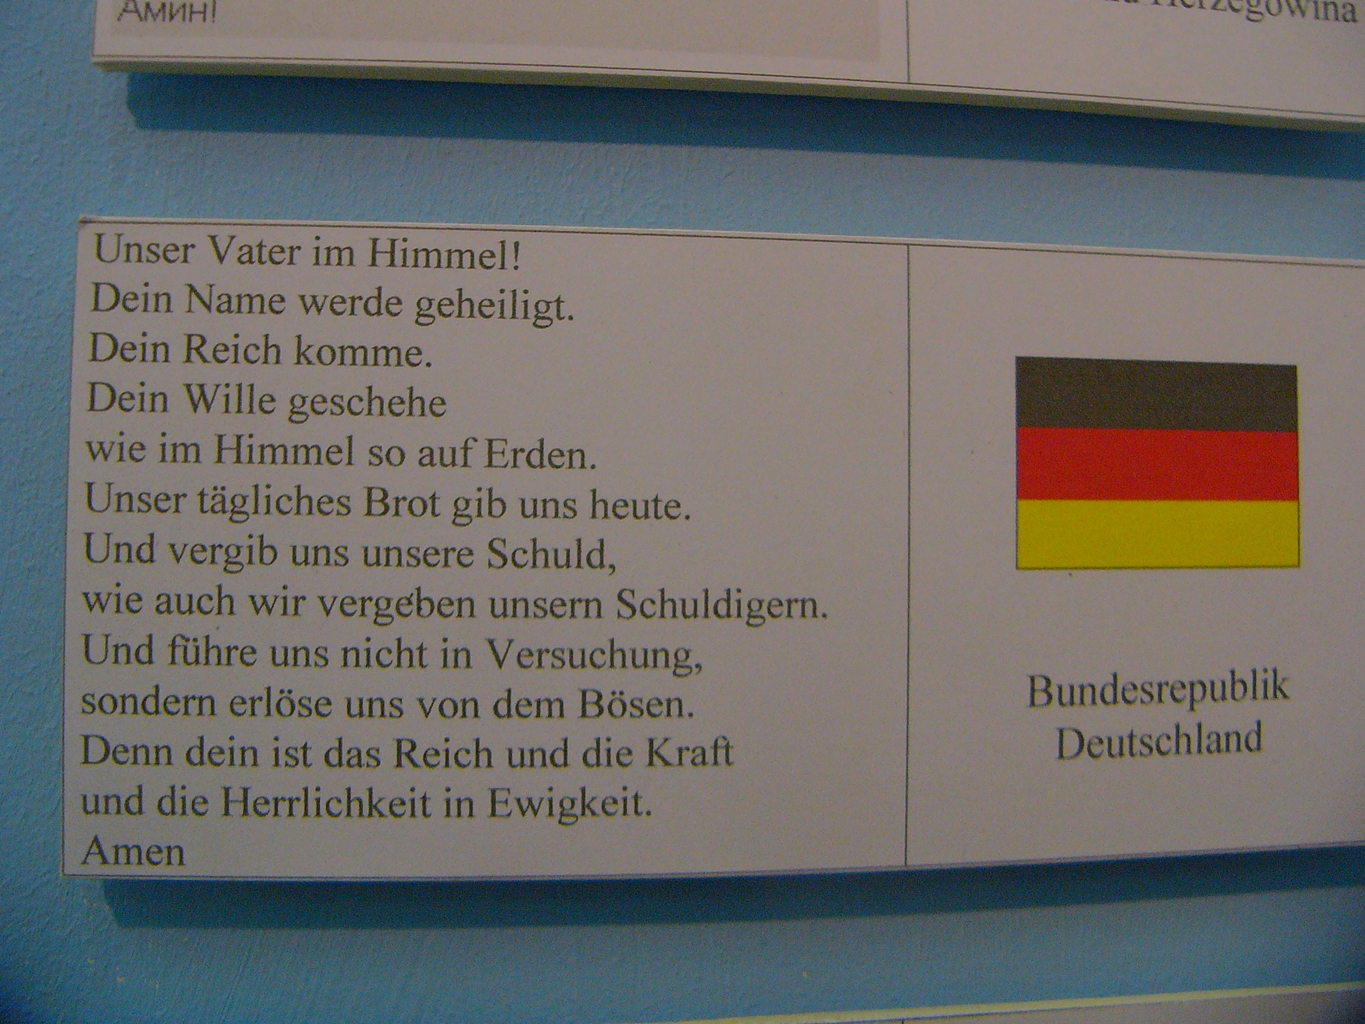 Амин!
Herzegowina
Unser Vater im Himmel!
Dein Name werde geheiligt.
Dein Reich komme.
Dein Wille geschehe
wie im Himmel so auf Erden.
Unser tägliches Brot gib uns heute.
Und vergib uns unsere Schuld,
wie auch wir vergeben unsern Schuldigern.
Und führe uns nicht in Versuchung,
sondern erlöse uns von dem Bösen.
Denn dein ist das Reich und die Kraft
und die Herrlichkeit in Ewigkeit.
Amen
Bundesrepublik
Deutschland